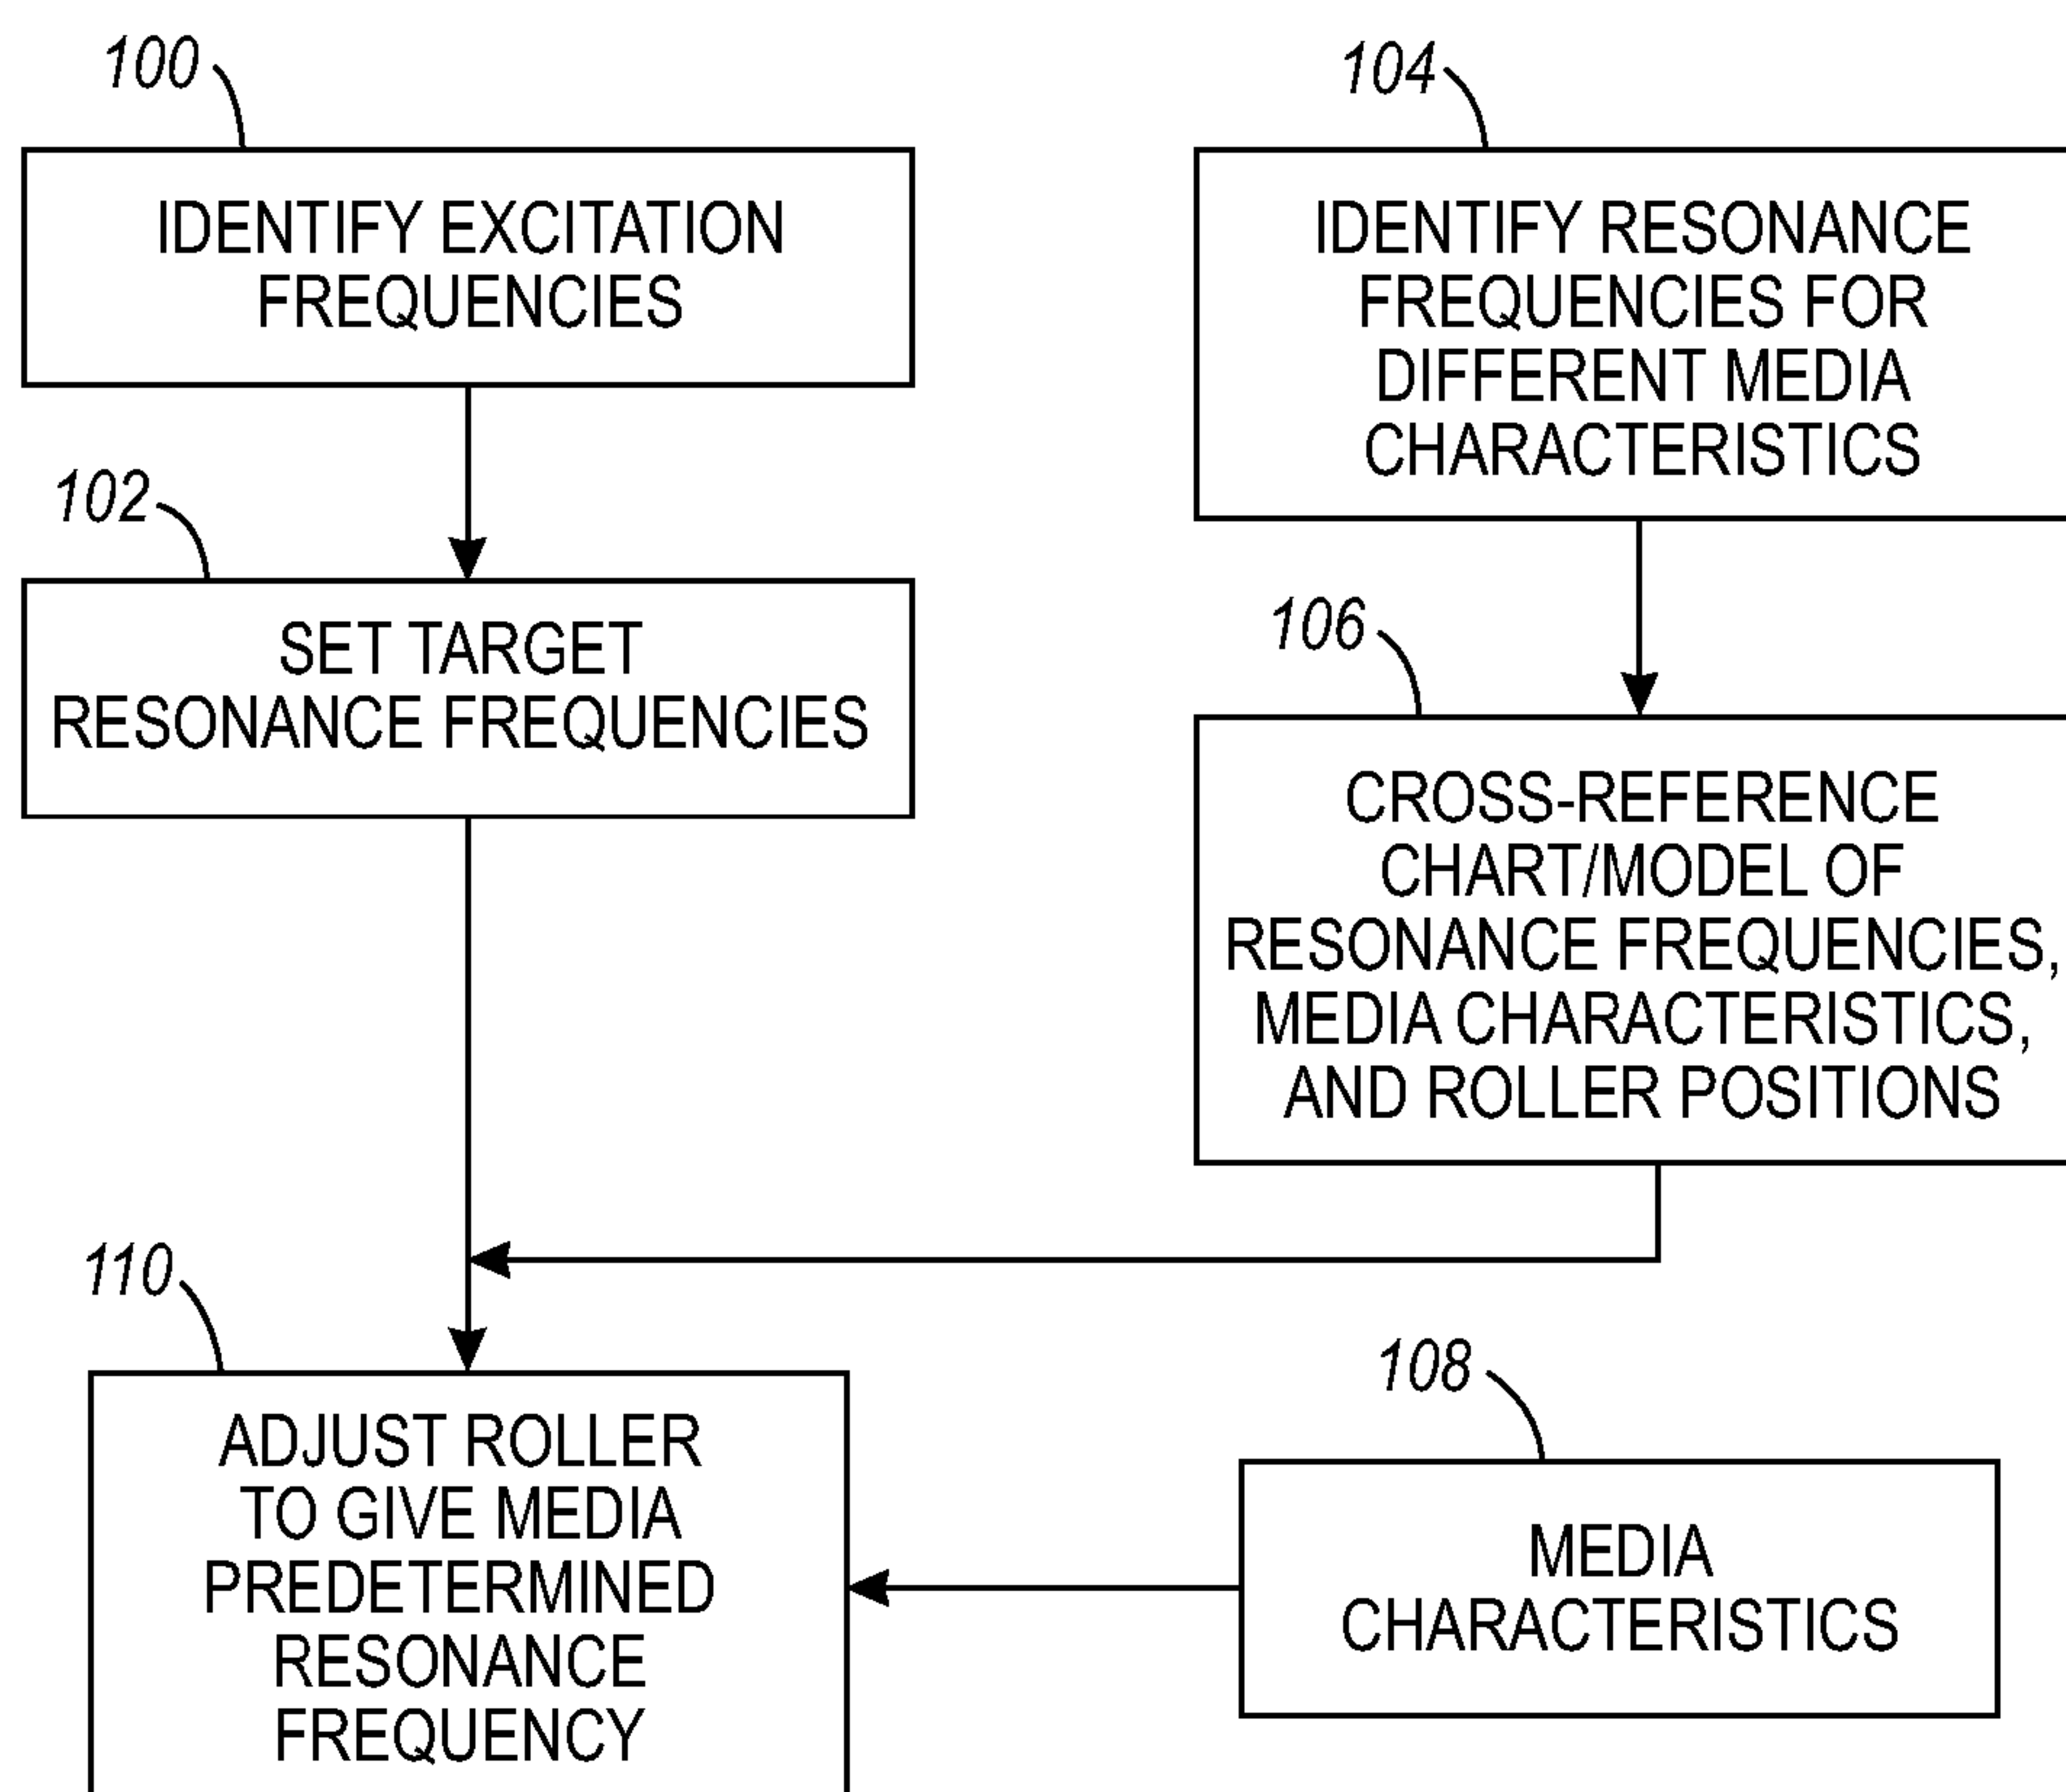 100
IDENTIFY EXCITATION
FREQUENCIES
102
SET TARGET
RESONANCE FREQUENCIES
104
IDENTIFY RESONANCE
FREQUENCIES FOR
DIFFERENT MEDIA
CHARACTERISTICS
106
CROSS-REFERENCE
CHART/MODEL OF
RESONANCE FREQUENCIES,
MEDIA CHARACTERISTICS,
AND ROLLER POSITIONS
108
MEDIA
CHARACTERISTICS
110
ADJUST ROLLER
TO GIVE MEDIA
PREDETERMINED
RESONANCE
FREQUENCY